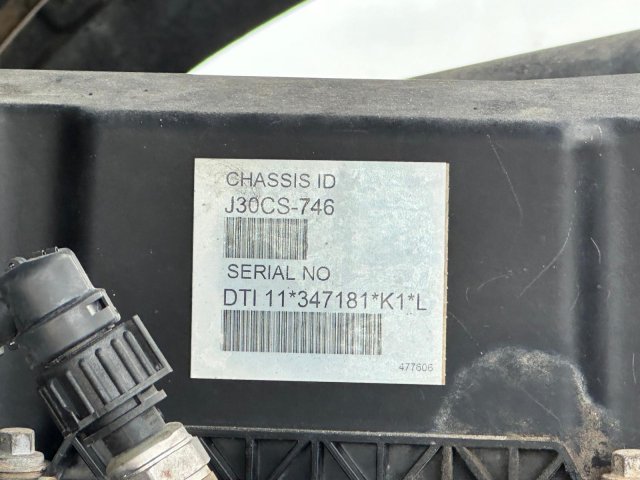 CHASSIS ID
J30CS-746
SERIAL NO
DTI 11*347181*K1*L
477606